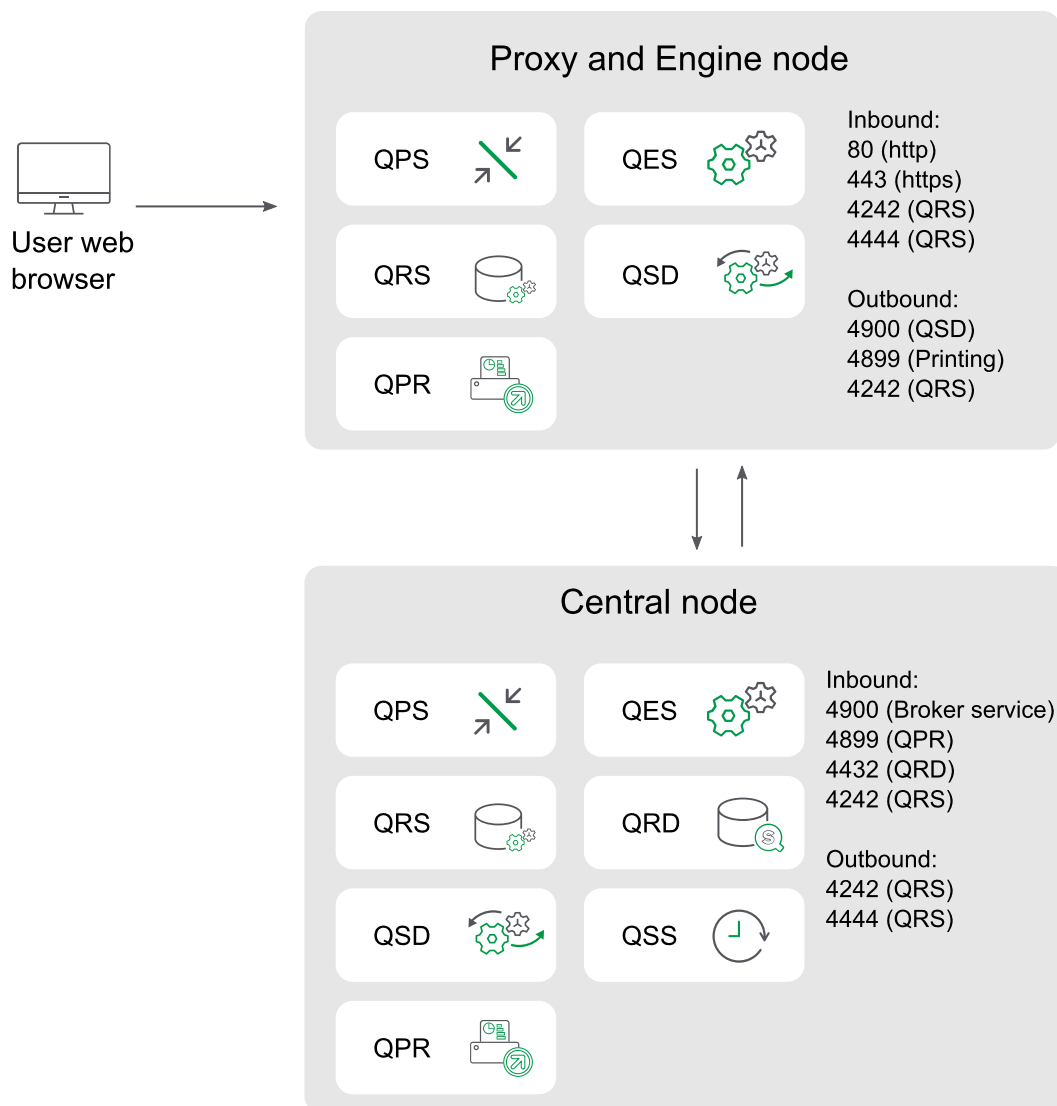 Proxy and Engine node
User web
browser
QPS
QES
QRS
QSD
QPR
Inbound:
80 (http)
443 (https)
4242 (QRS)
4444 (QRS)
Outbound:
4900 (QSD)
4899 (Printing)
4242 (QRS)
Central node
QPS
QES
QRS
QRD
S
QSD
QSS
QPR
Inbound:
4900 (Broker service)
4899 (QPR)
4432 (QRD)
4242 (QRS)
Outbound:
4242 (QRS)
4444 (QRS)